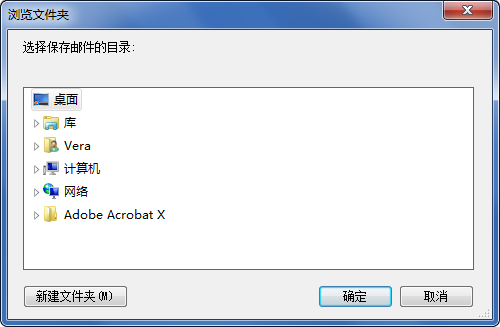 浏览文件夹
选择保存邮件的目录:
桌面
库
Vera
计算机
网络
Adobe Acrobat X
新建文件夹(M)
确定
取消